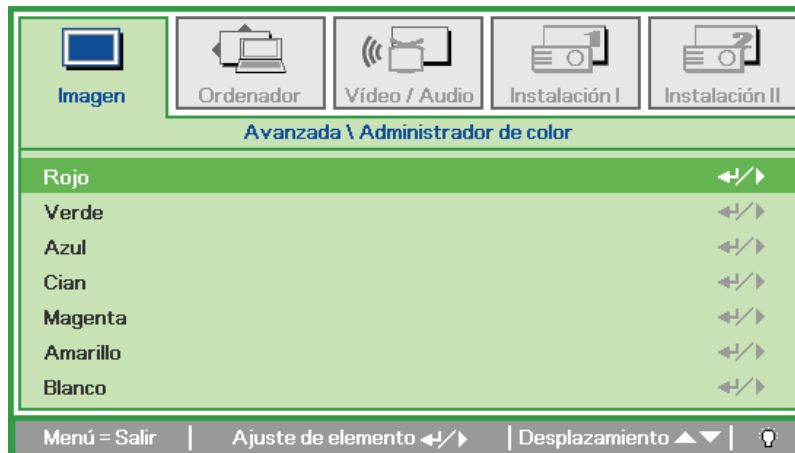 Imagen Ordenador Vídeo / Audio Instalación I Instalación II
Avanzada \ Administrador de color
Rojo
Verde
Azul
Cian
Magenta
Amarillo
Blanco
Menú = Salir | Ajuste de elemento ↵/▶ | Desplazamiento ▲▼ |